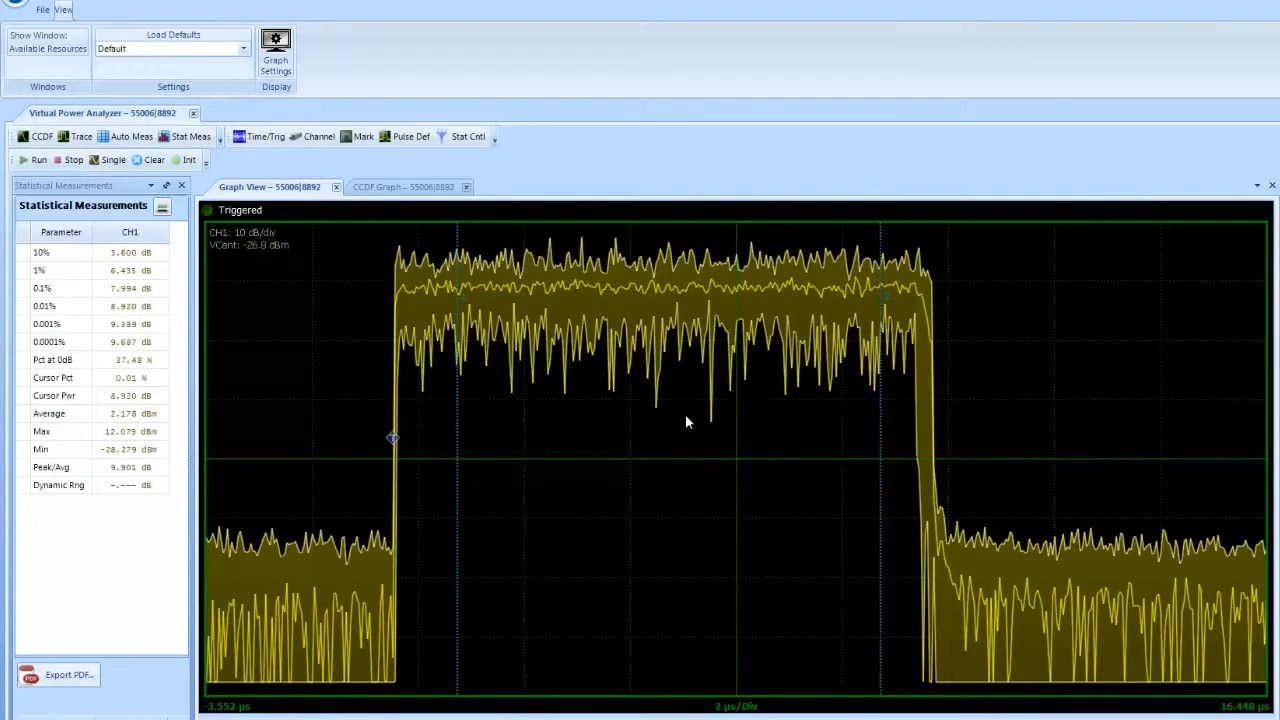 File View
Show Window:
Available Resources
Windows
Load Defaults
Default
Settings
Graph
Settings
Display
Virtual Power Analyzer – 55006|8892
CCDF Trace Auto Meas Stat Meas Time/Trig Channel Mark Pulse Def Stat Cntl
Run Stop Single Clear Init
Statistical Measurements
Graph View – 55006|8892
CCDF Graph – 55006|8892
Statistical Measurements
Parameter CH1
10% 3.600 dB
1% 6.435 dB
0.1% 7.994 dB
0.01% 8.920 dB
0.001% 9.389 dB
0.0001% 9.687 dB
Pct at 0dB 37.48 %
Cursor Pct 0.01 %
Cursor Pwr 8.920 dB
Average 2.178 dBm
Max 12.079 dBm
Min -28.279 dBm
Peak/Avg 9.901 dB
Dynamic Rng -.--- dB
Export PDF..
Triggered
CH1: 10 dB/div
VCent: -26.8 dBm
-3.552 µs 2 µs/Div 16.448 µs